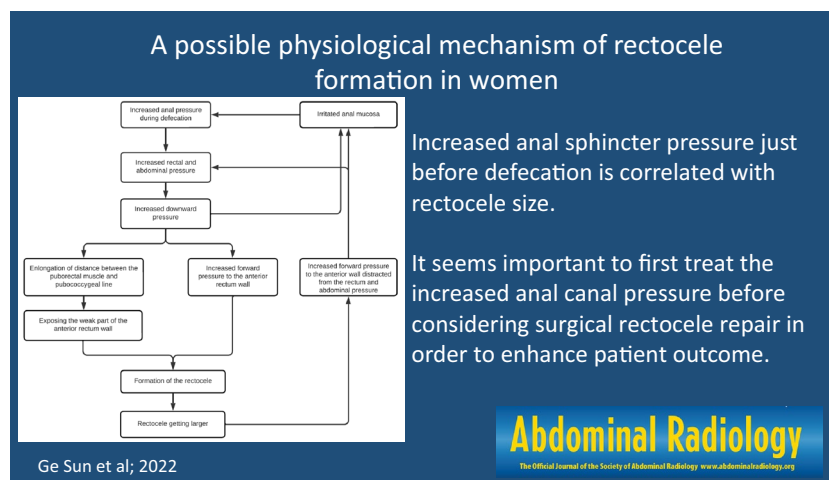 A possible physiological mechanism of rectocele
formation in women
Increased anal pressure
during defecation
Irritated anal mucosa
Increased rectal and
abdominal pressure
Increased downward
pressure
Enlongation of distance between the
puborectal muscle and
pubococcygeal line
Increased forward
pressure to the anterior
rectum wall
Increased forward pressure
to the anterior wall distracted
from the rectum and
abdominal pressure
Exposing the weak part of the
anterior rectum wall
Formation of the rectocele
Rectocele getting larger
Increased anal sphincter pressure just
before defecation is correlated with
rectocele size.
It seems important to first treat the
increased anal canal pressure before
considering surgical rectocele repair in
order to enhance patient outcome.
Ge Sun et al; 2022
Abdominal Radiology
The Official Journal of the Society of Abdominal Radiology www.abdominalradiology.org